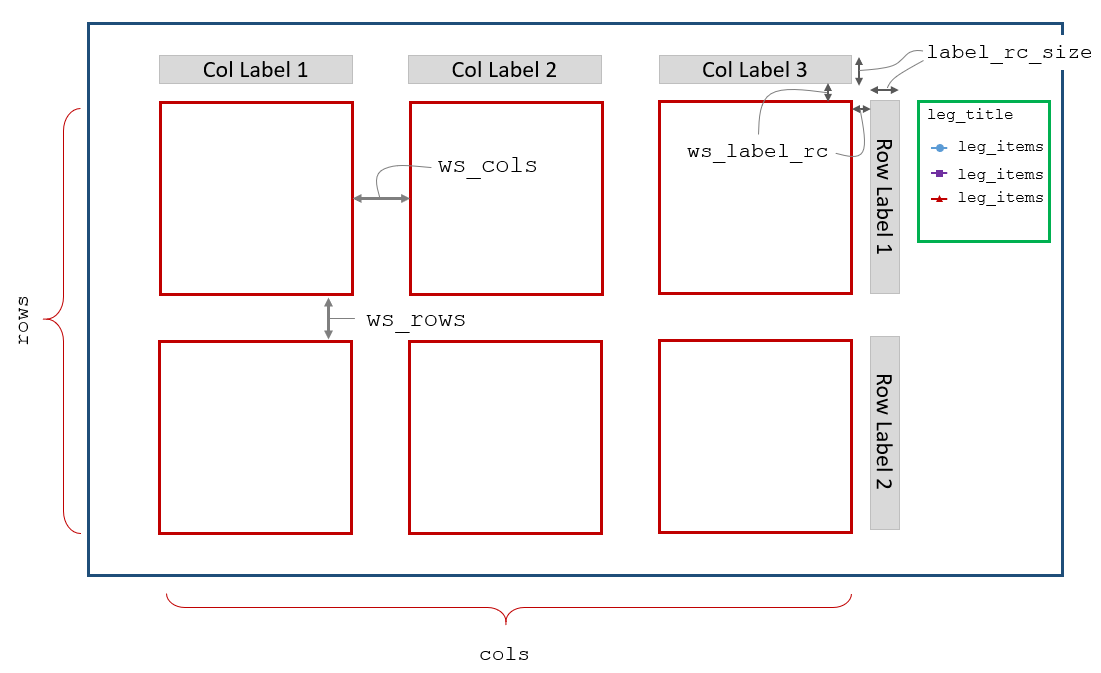 label_rc_size
Col Label 1
Col Label 2
Col Label 3
leg_title
leg_items
leg_items
leg_items
ws_label_rc
ws_cols
Row Label 1
rows
ws_rows
Row Label 2
cols